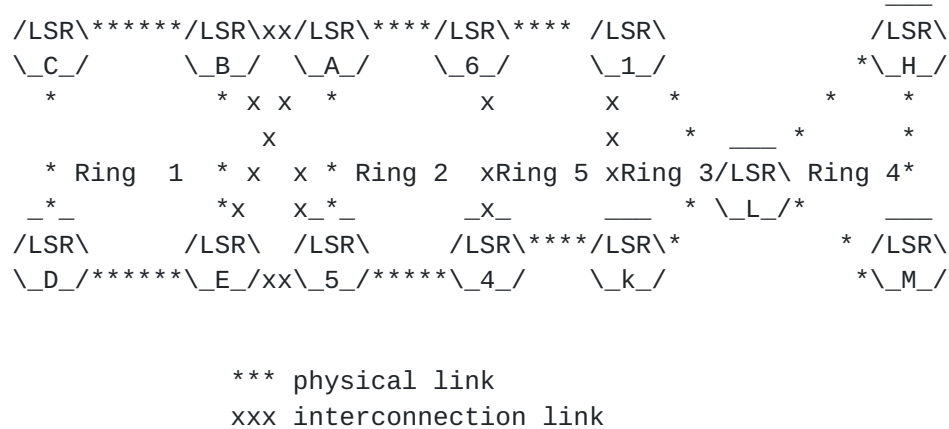 ___
/LSR\******/LSR\xx/LSR\****/LSR\**** /LSR\             /LSR\
\_C_/      \_B_/  \_A_/    \_6_/     \_1_/            *\_H_/
  *          * x x  *         x       x   *         *    *
                x                     x    *  ___ *      *
  * Ring  1  * x  x * Ring 2  xRing 5 xRing 3/LSR\ Ring 4*
 _*_         *x   x_*_       _x_     ___  * \_L_/*     ___
/LSR\      /LSR\  /LSR\     /LSR\****/LSR\*          * /LSR\
\_D_/******\_E_/xx\_5_/*****\_4_/    \_k_/            *\_M_/
*** physical link
xxx interconnection link